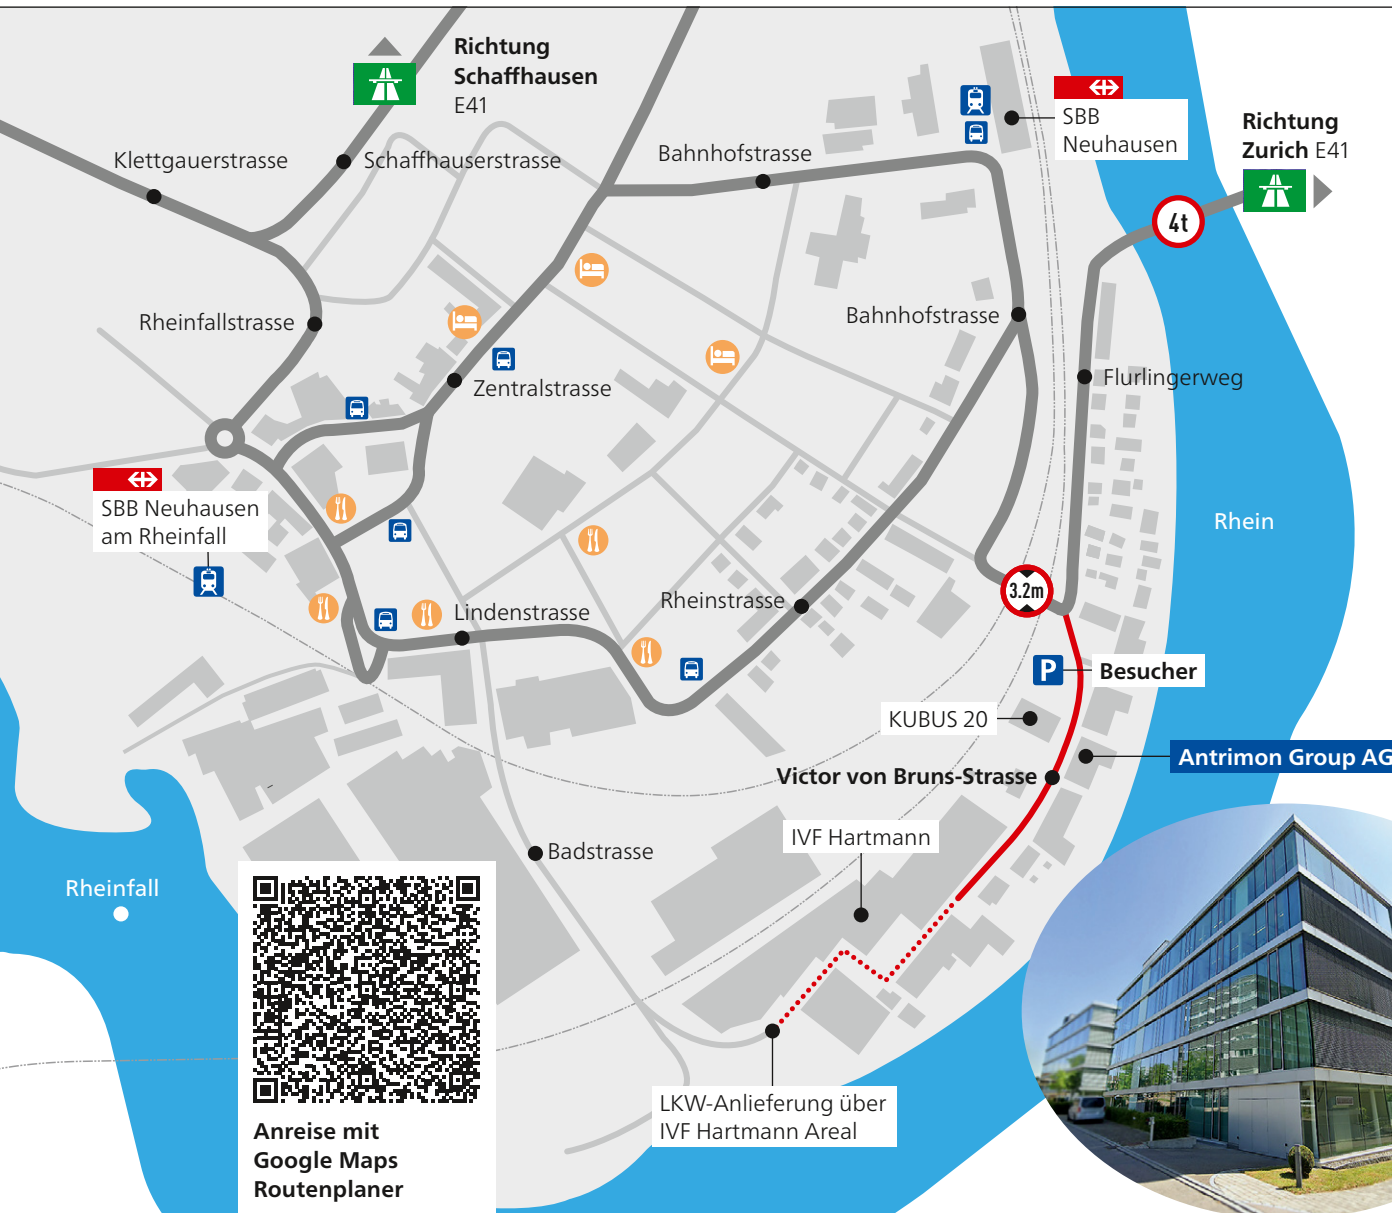 Richtung
Schaffhausen
E41
SBB
Neuhausen
Richtung
Zurich E41
4t
Klettgauerstrasse
Schaffhauserstrasse
Bahnhofstrasse
Rheinfallstrasse
Bahnhofstrasse
Zentralstrasse
Flurlingerweg
SBB Neuhausen
am Rheinfall
Rhein
3.2m
Lindenstrasse
Rheinstrasse
P
Besucher
KUBUS 20
Antrimon Group AG
Victor von Bruns-Strasse
IVF Hartmann
Badstrasse
Rheinfall
LKW-Anlieferung über
IVF Hartmann Areal
Anreise mit
Google Maps
Routenplaner